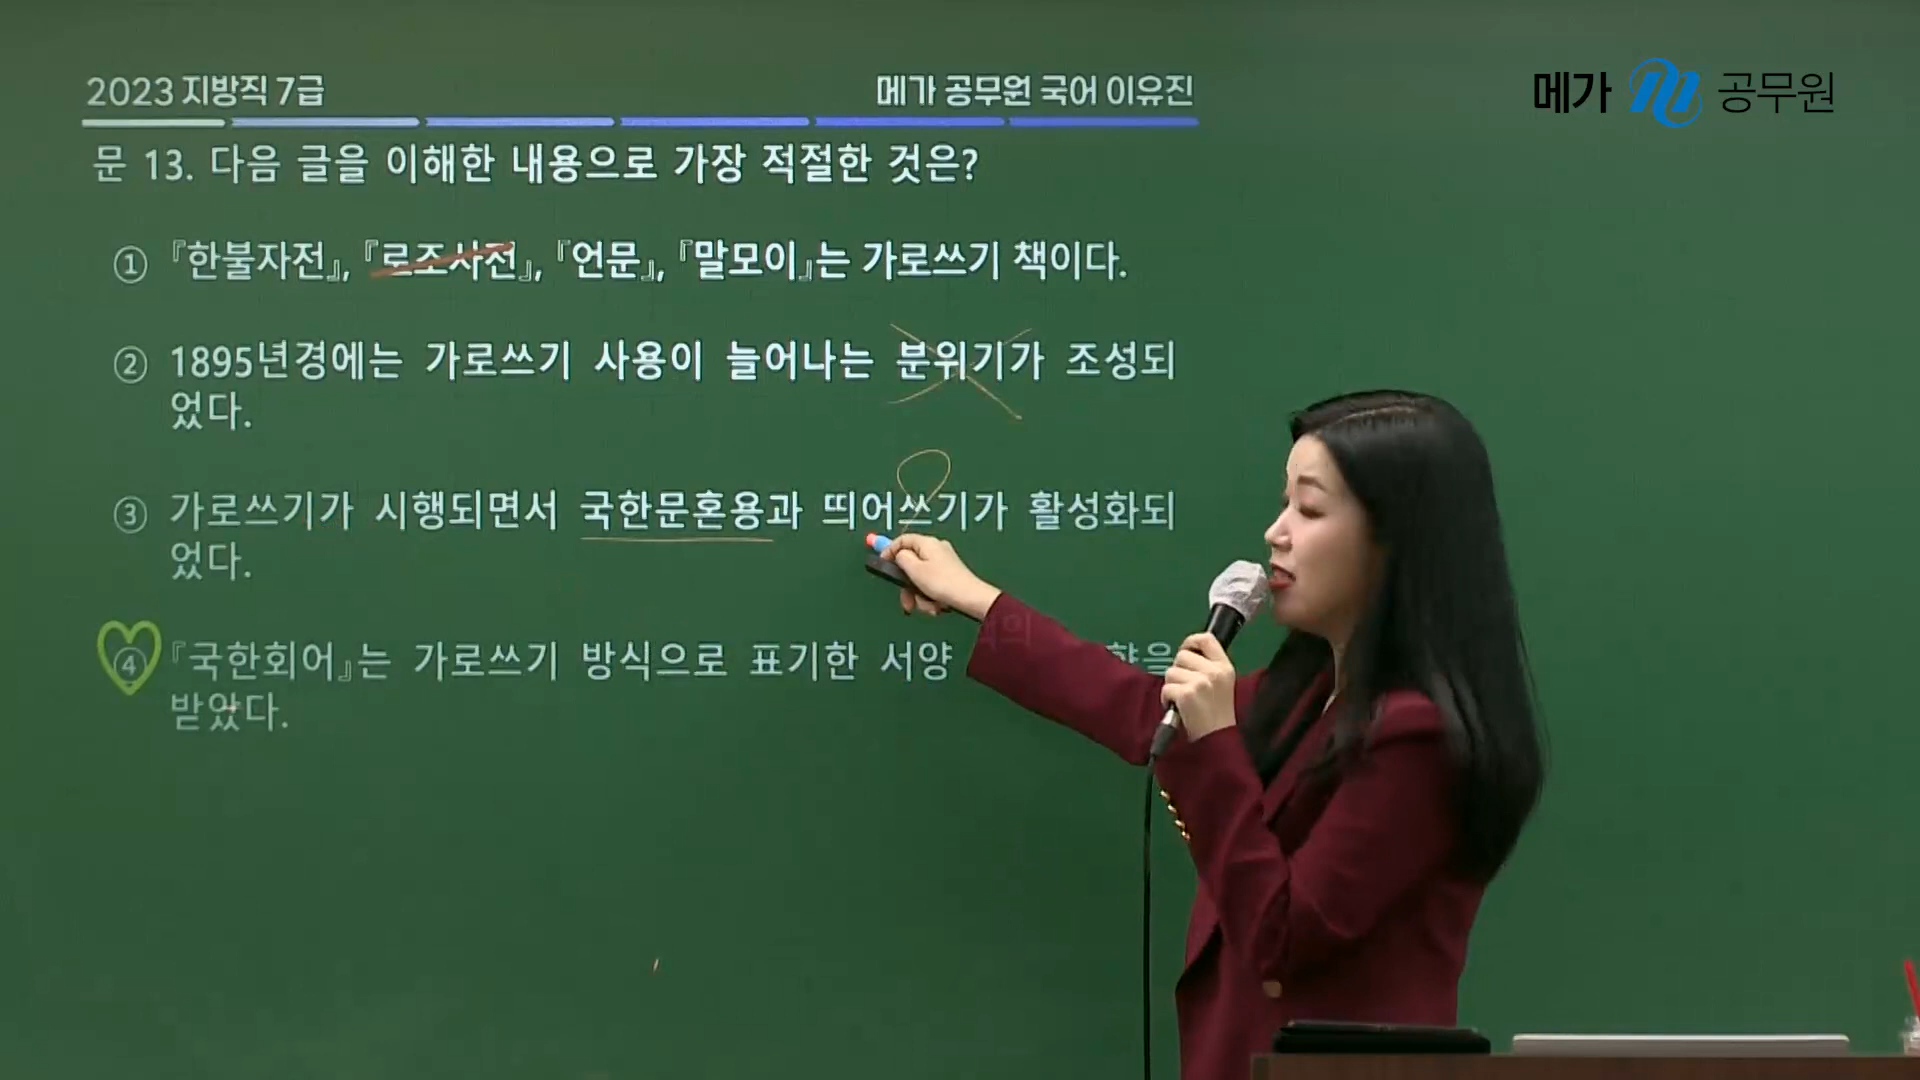 2023 지방직 7급
메가 공무원 국어 이유진
메가 공무원
문 13. 다음 글을 이해한 내용으로 가장 적절한 것은?
① 『한불자전』, 『로조사전』, 『언문』, 『말모이』는 가로쓰기 책이다.
② 1895년경에는 가로쓰기 사용이 늘어나는 분위기가 조성되
었다.
③ 가로쓰기가 시행되면서 국한문혼용과 띄어쓰기가 활성화되
었다.
④ 『국한회어』는 가로쓰기 방식으로 표기한 서양
받았다.